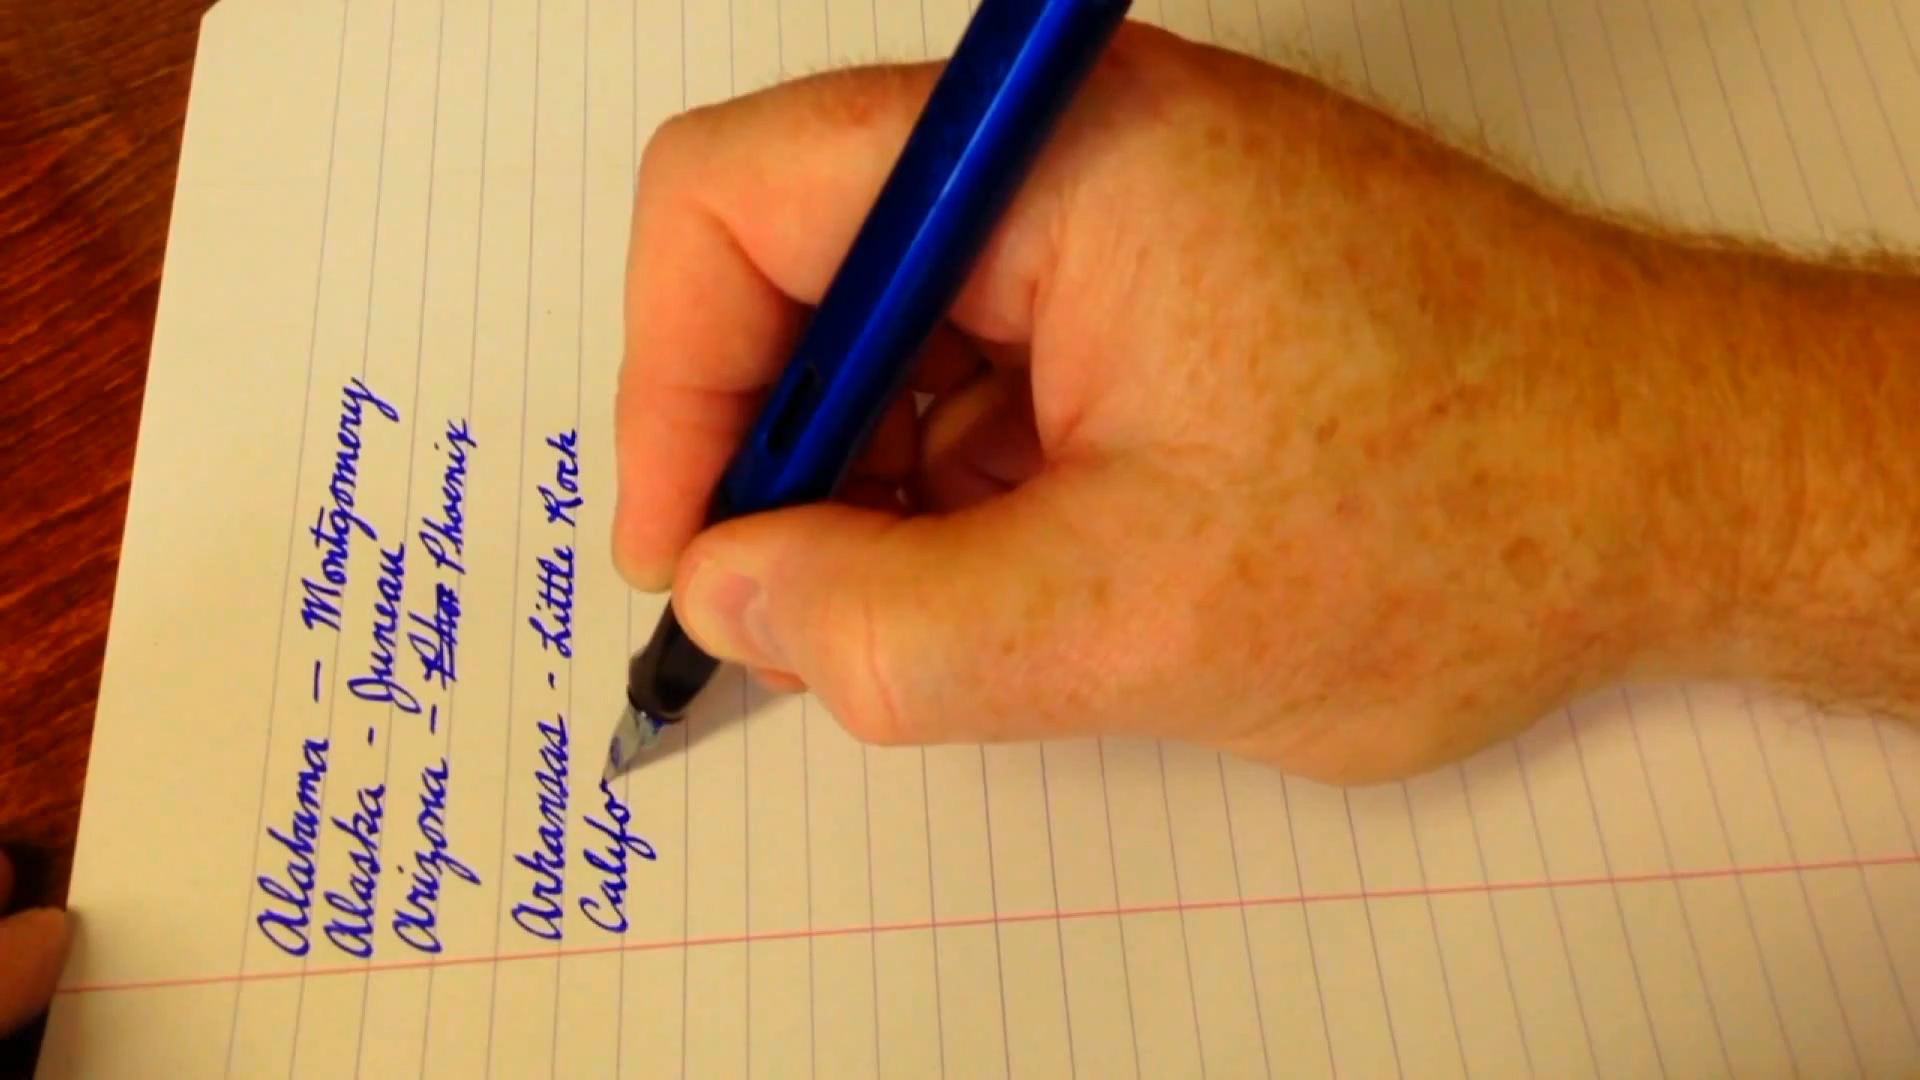 Alabama — Montgomery
Alaska - Juneau
Arizona — Phoenix
Arkansas - Little Rock
Califo